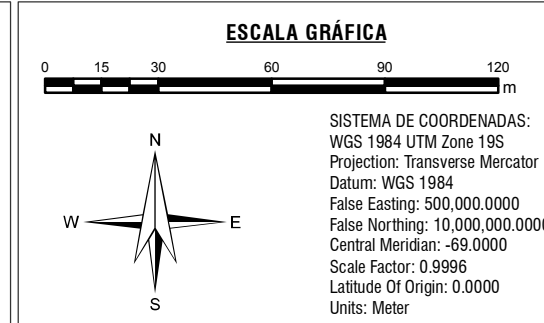 ESCALA GRÁFICA
0 15 30 60 90 120
m
N
W E
S
SISTEMA DE COORDENADAS:
WGS 1984 UTM Zone 19S
Projection: Transverse Mercator
Datum: WGS 1984
False Easting: 500,000.0000
False Northing: 10,000,000.0000
Central Meridian: -69.0000
Scale Factor: 0.9996
Latitude Of Origin: 0.0000
Units: Meter